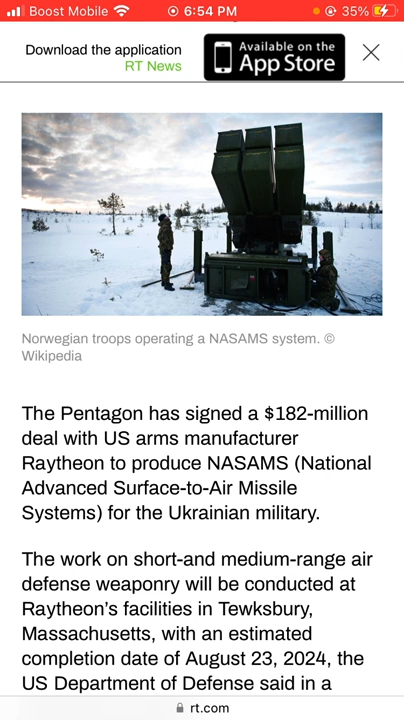 Boost Mobile 6:54 PM 35%
Download the application
RT News
Available on the
App Store
Norwegian troops operating a NASAMS system. ©
Wikipedia
The Pentagon has signed a $182-million
deal with US arms manufacturer
Raytheon to produce NASAMS (National
Advanced Surface-to-Air Missile
Systems) for the Ukrainian military.
The work on short-and medium-range air
defense weaponry will be conducted at
Raytheon’s facilities in Tewksbury,
Massachusetts, with an estimated
completion date of August 23, 2024, the
US Department of Defense said in a
rt.com